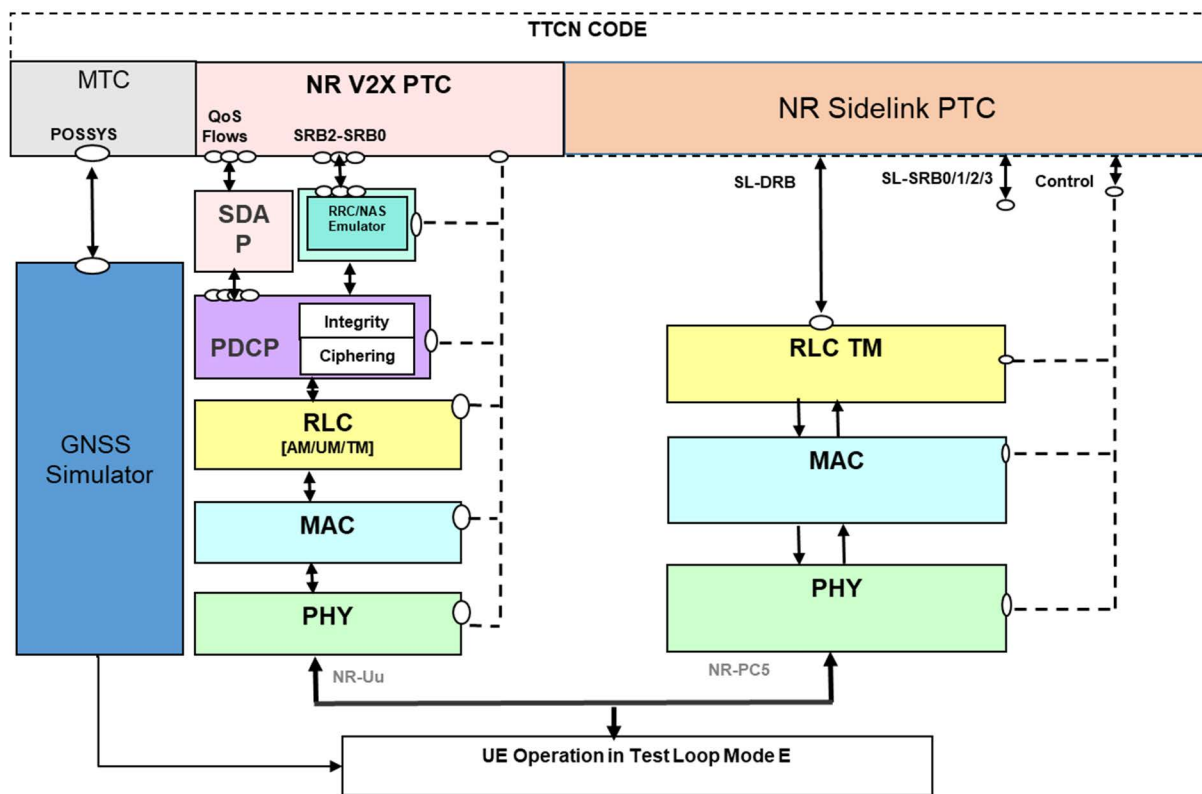 TTCN CODE
MTC
NR V2X PTC
NR Sidelink PTC
POSSYS
QoS
Flows
SRB2-SRB0
SL-DRB
SL-SRB0/1/2/3
Control
SDA
P
RRC/NAS
Emulator
PDCP
Integrity
Ciphering
RLC
[AM/UM/TM]
MAC
PHY
GNSS
Simulator
RLC TM
MAC
PHY
NR-Uu
NR-PC5
UE Operation in Test Loop Mode E